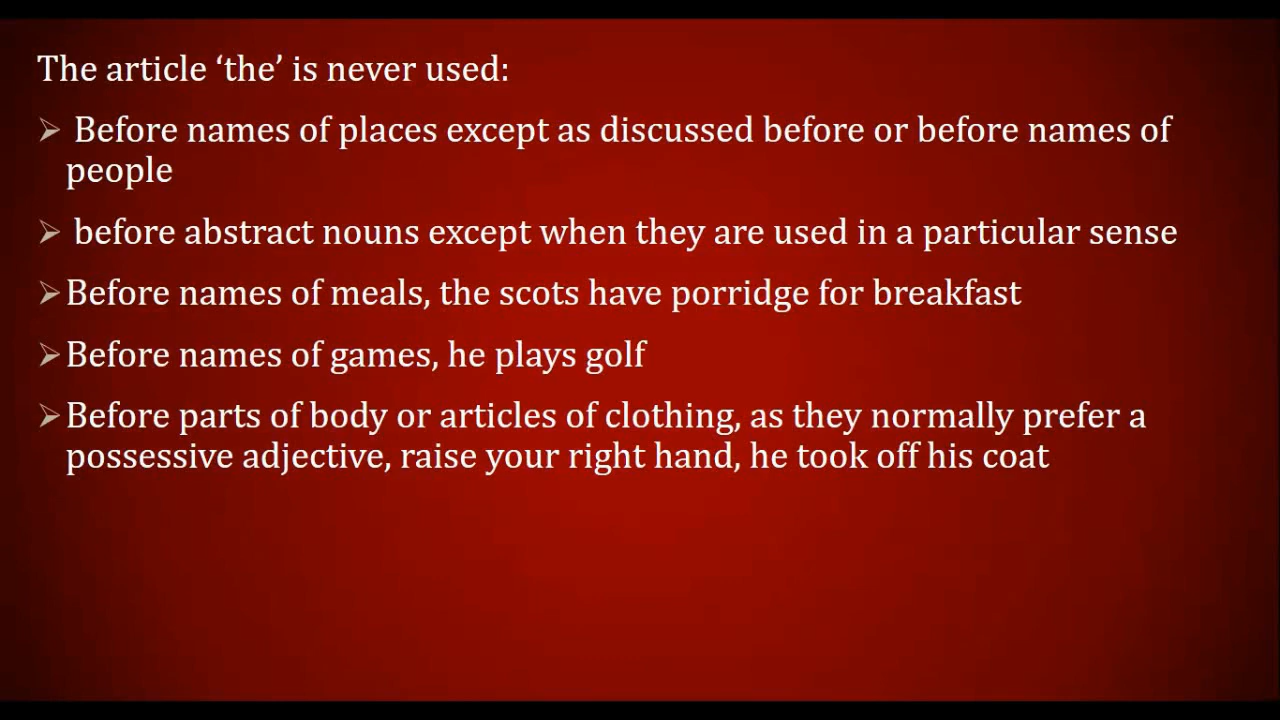 The article ‘the’ is never used:
➢ Before names of places except as discussed before or before names of
people
➢ before abstract nouns except when they are used in a particular sense
➢Before names of meals, the scots have porridge for breakfast
➢Before names of games, he plays golf
➢Before parts of body or articles of clothing, as they normally prefer a
possessive adjective, raise your right hand, he took off his coat